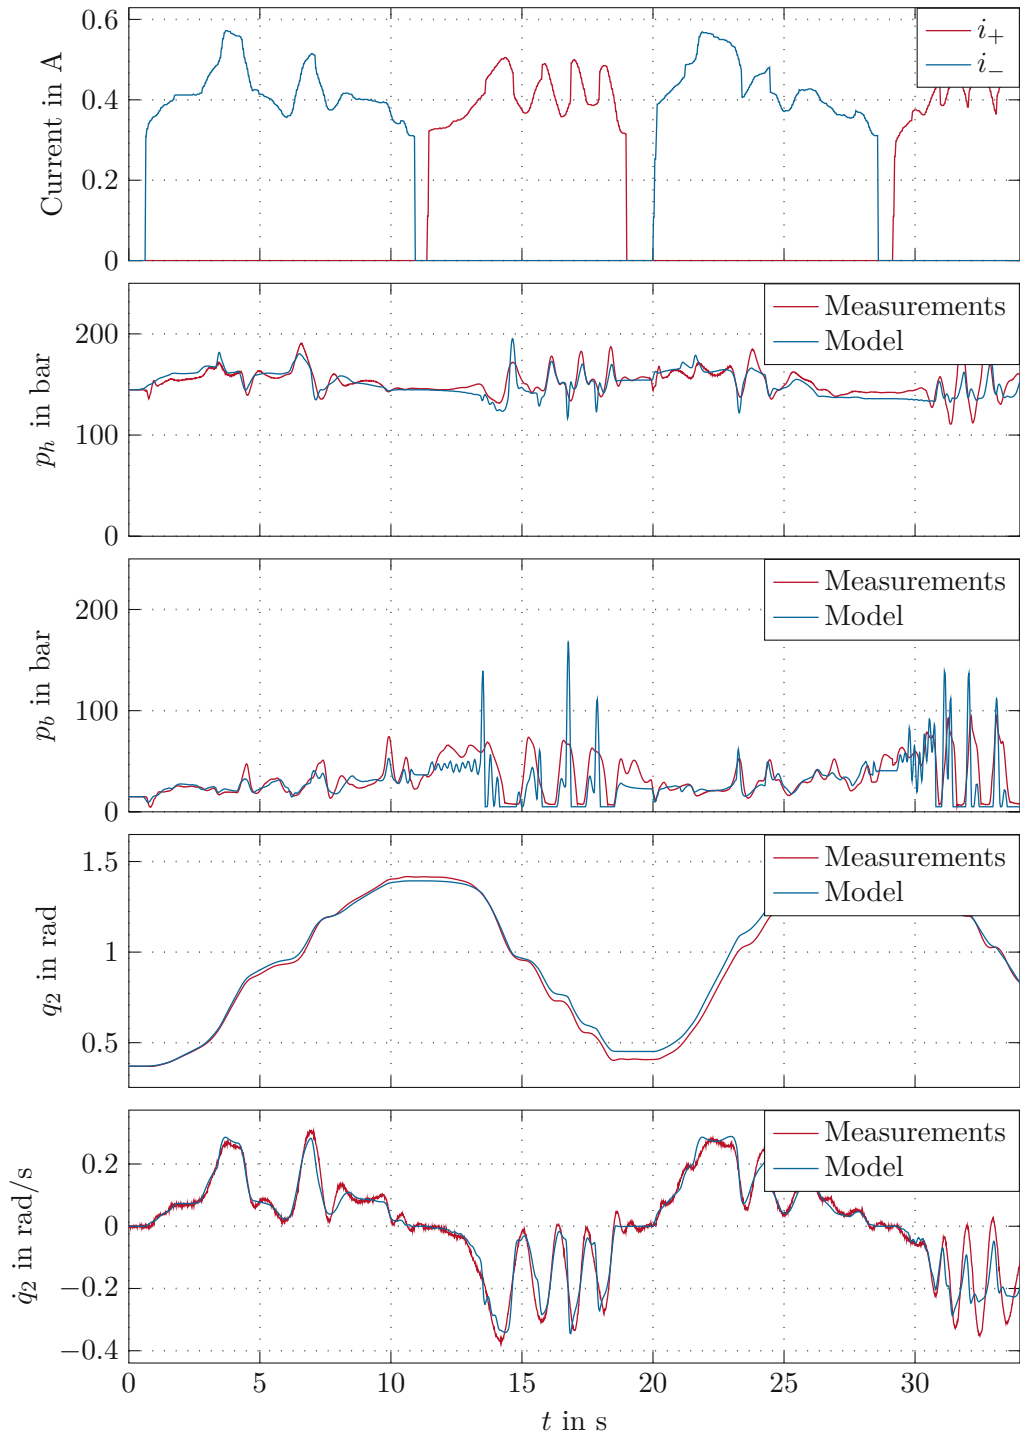 0.6
0.4
0.2
0
Current in A
i₊
i₋
200
100
0
p_h in bar
Measurements
Model
200
100
0
p_b in bar
Measurements
Model
1.5
1
0.5
q₂ in rad
Measurements
Model
0.2
0
−0.2
−0.4
q̇₂ in rad/s
Measurements
Model
0 5 10 15 20 25 30
t in s